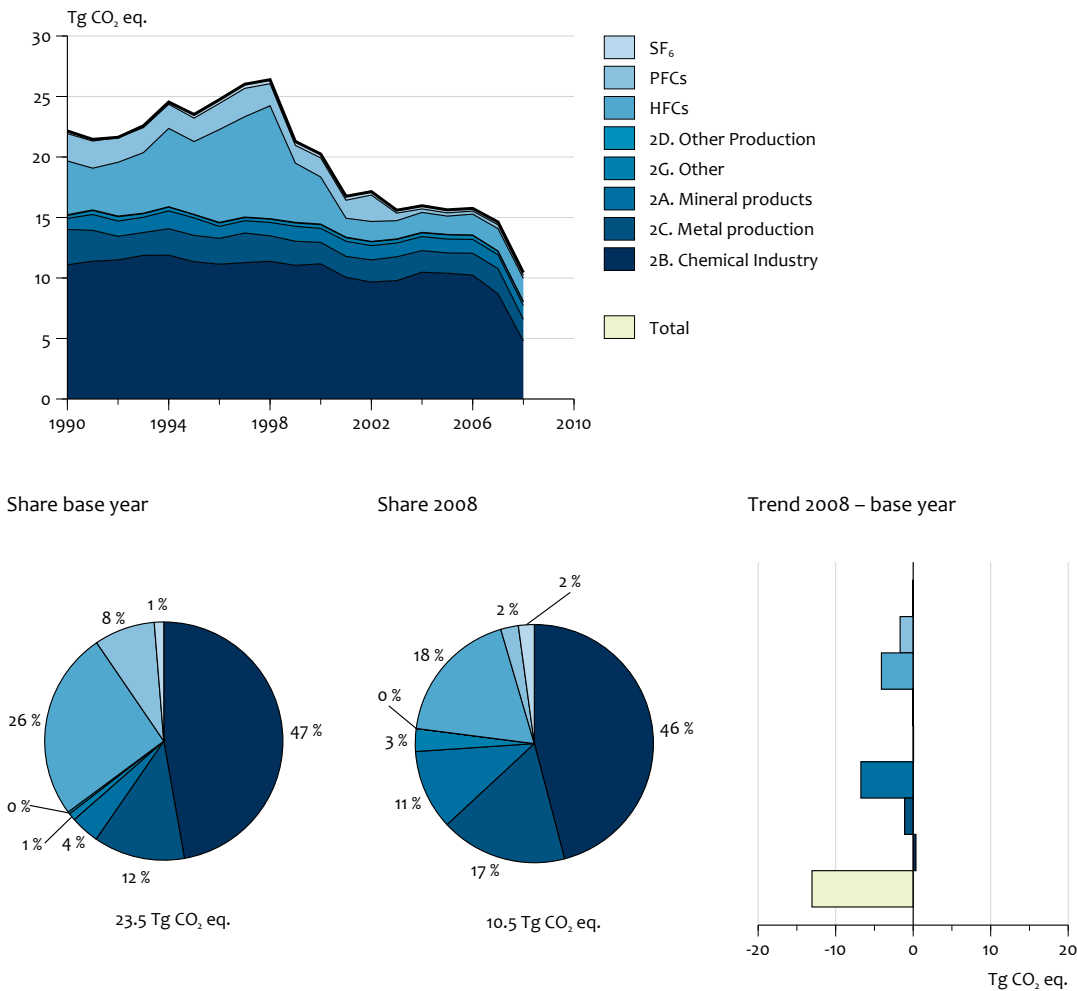 Tg CO₂ eq.
30
25
20
15
10
5
0
1990
1994
1998
2002
2006
2010
SF₆
PFCs
HFCs
2D. Other Production
2G. Other
2A. Mineral products
2C. Metal production
2B. Chemical Industry
Total
Share base year
1 %
8 %
26 %
47 %
0 %
1 %
4 %
12 %
23.5 Tg CO₂ eq.
Share 2008
2 %
2 %
18 %
0 %
46 %
3 %
11 %
17 %
10.5 Tg CO₂ eq.
Trend 2008 – base year
-20
-10
0
10
20
Tg CO₂ eq.